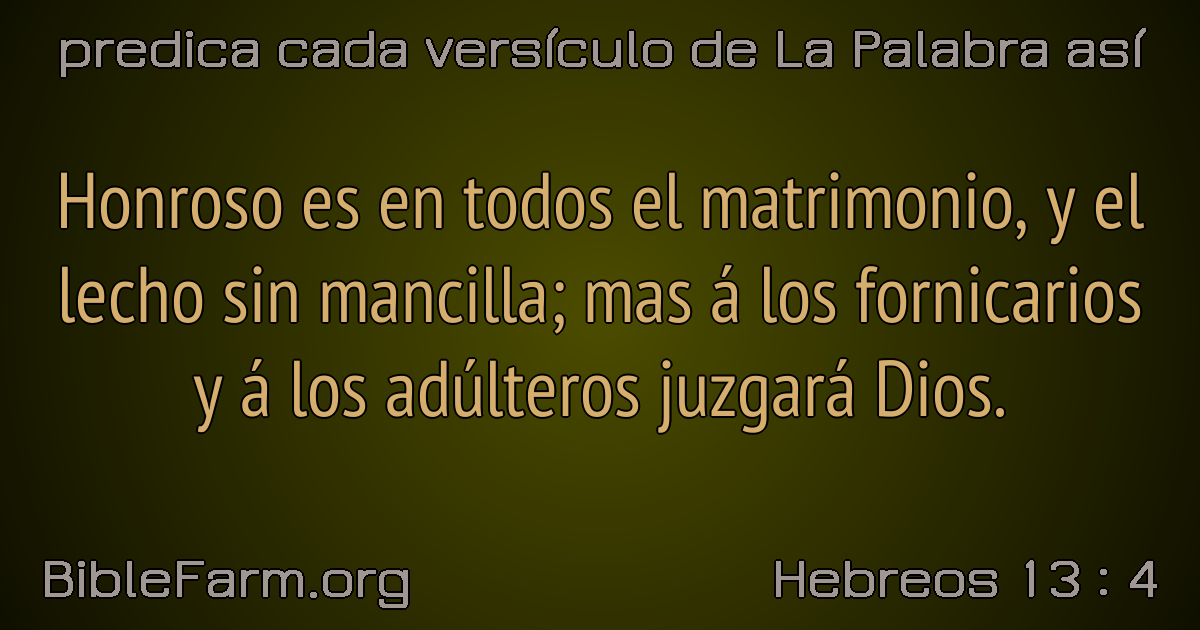 predica cada versículo de La Palabra así
Honroso es en todos el matrimonio, y el
lecho sin mancilla; mas á los fornicarios
y á los adúlteros juzgará Dios.
BibleFarm.org
Hebreos 13 : 4